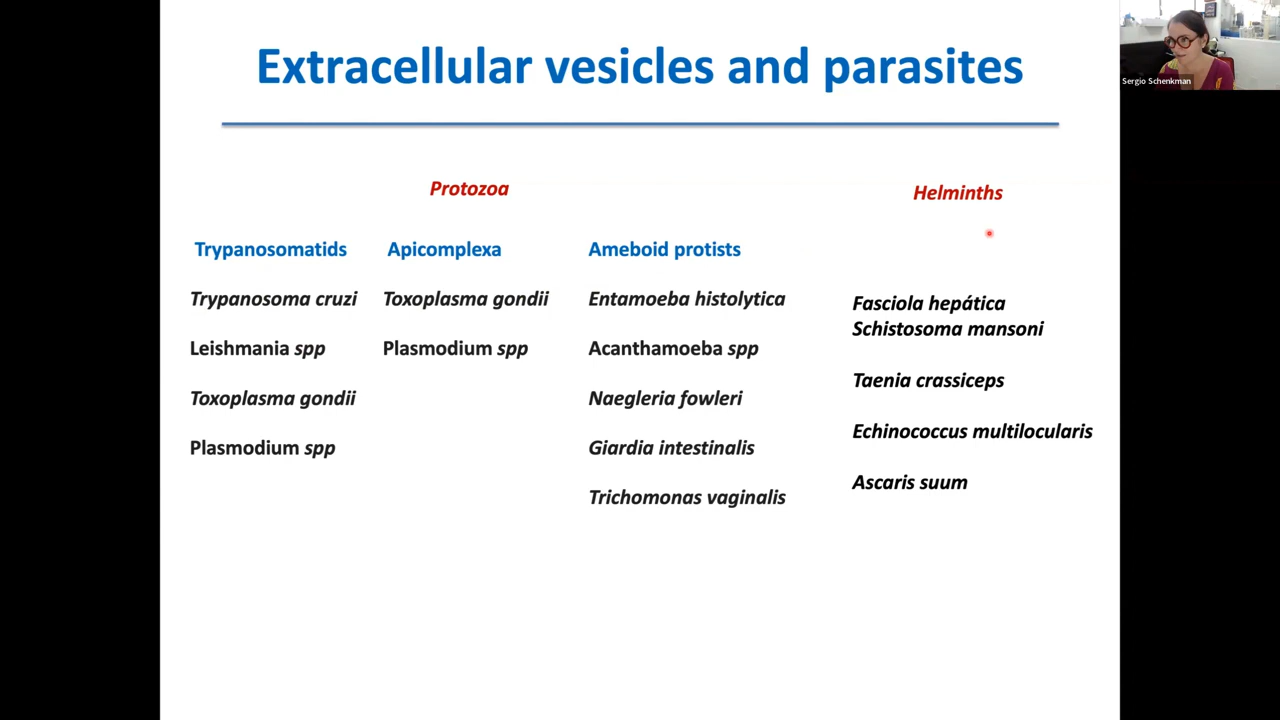 Extracellular vesicles and parasites
Sergio Schenkman
Protozoa
Helminths
Trypanosomatids
Trypanosoma cruzi
Leishmania spp
Toxoplasma gondii
Plasmodium spp
Apicomplexa
Toxoplasma gondii
Plasmodium spp
Ameboid protists
Entamoeba histolytica
Acanthamoeba spp
Naegleria fowleri
Giardia intestinalis
Trichomonas vaginalis
Fasciola hepática
Schistosoma mansoni
Taenia crassiceps
Echinococcus multilocularis
Ascaris suum